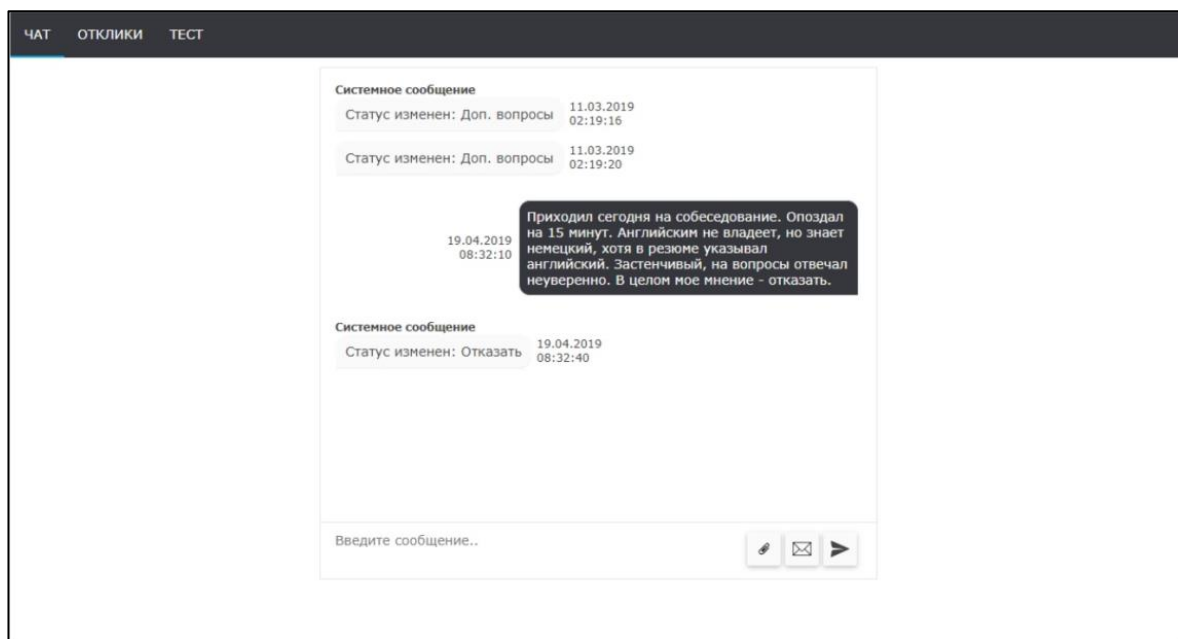 ЧАТ ОТКЛИКИ ТЕСТ
Системное сообщение
Статус изменен: Доп. вопросы
11.03.2019
02:19:16
Статус изменен: Доп. вопросы
11.03.2019
02:19:20
19.04.2019
08:32:10
Приходил сегодня на собеседование. Опоздал
на 15 минут. Английским не владеет, но знает
немецкий, хотя в резюме указывал
английский. Застенчивый, на вопросы отвечал
неуверенно. В целом мое мнение - отказать.
Системное сообщение
Статус изменен: Отказать
19.04.2019
08:32:40
Введите сообщение..